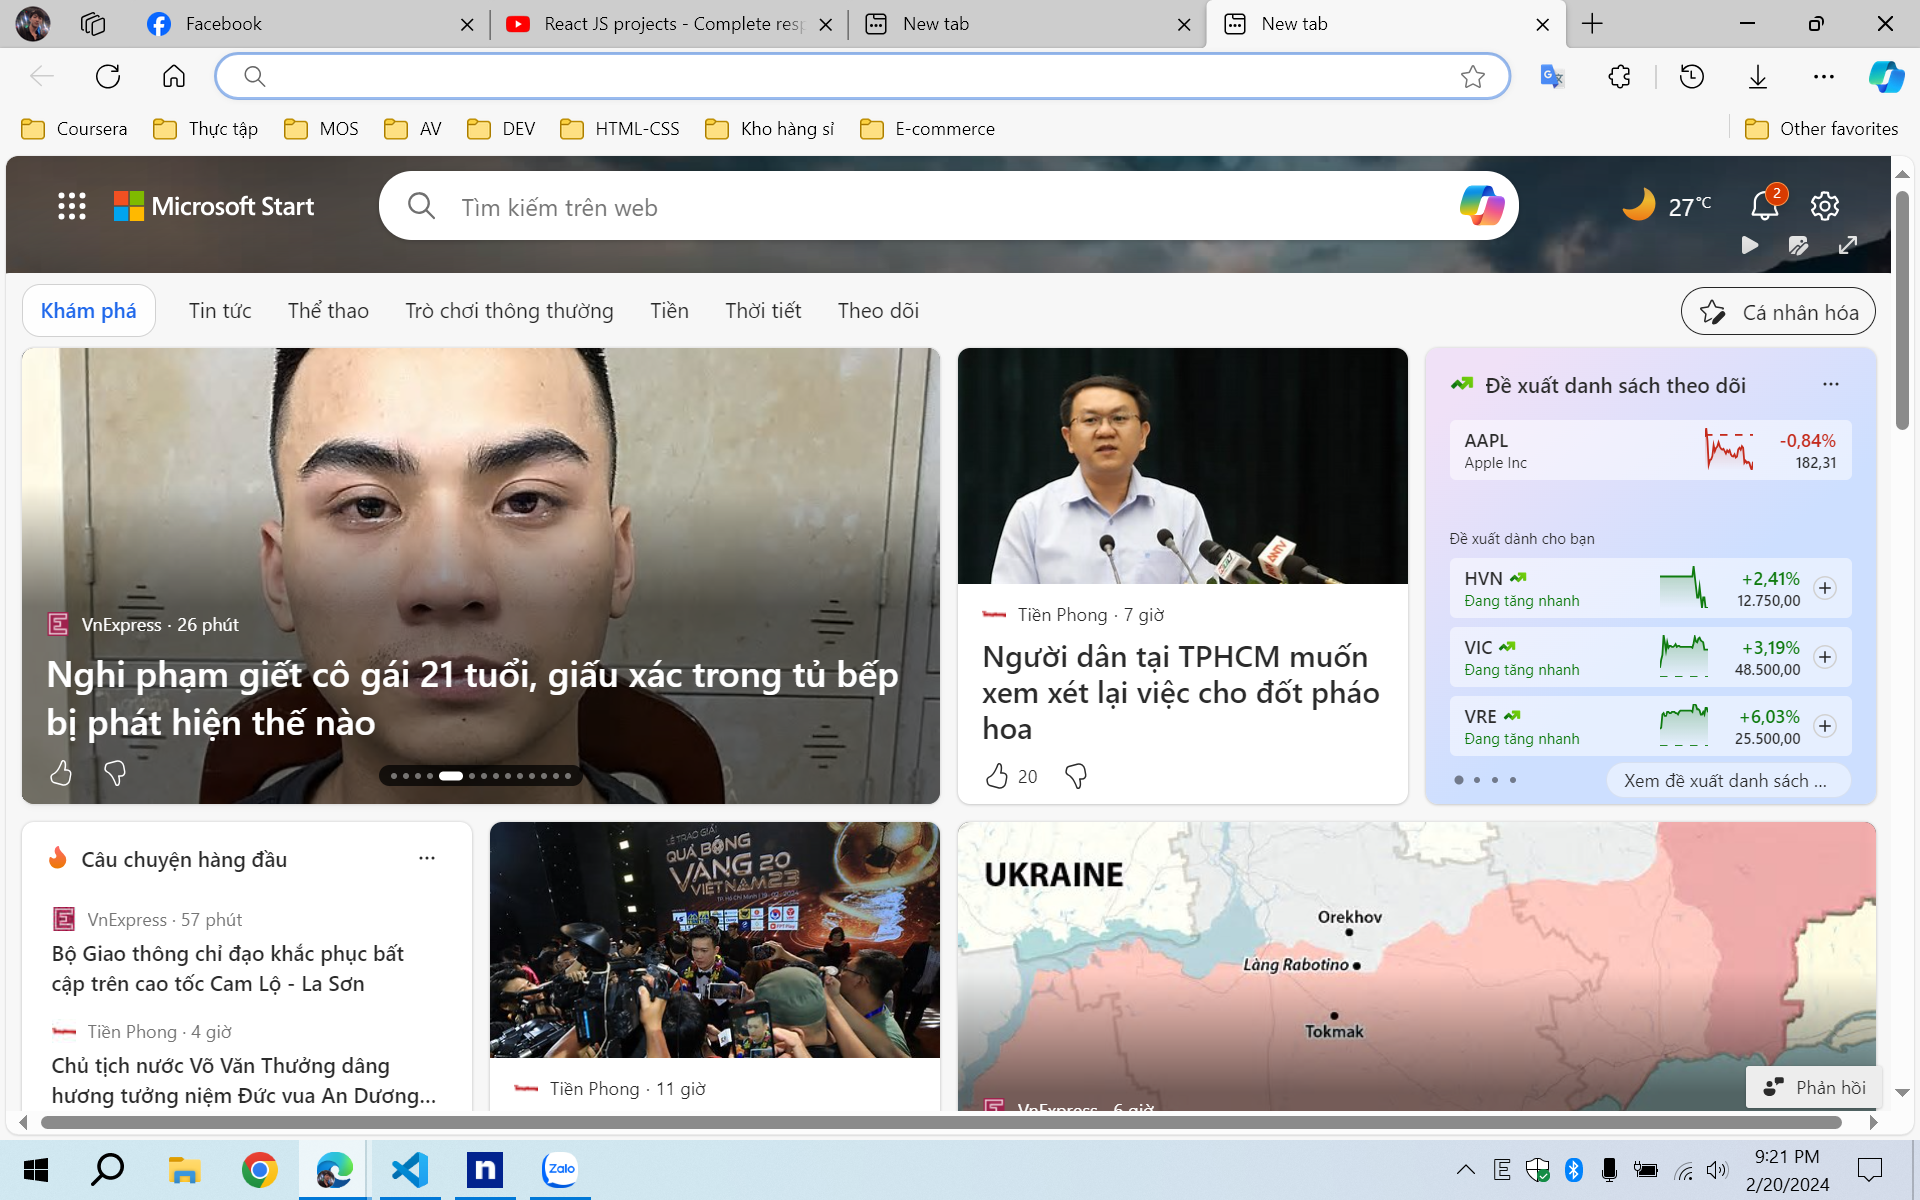 Facebook
React JS projects - Complete resp
New tab
New tab
Coursera
Thực tập
MOS
AV
DEV
HTML-CSS
Kho hàng sỉ
E-commerce
Other favorites
Microsoft Start
Tìm kiếm trên web
27°C
2
Khám phá
Tin tức
Thể thao
Trò chơi thông thường
Tiền
Thời tiết
Theo dõi
Cá nhân hóa
VnExpress · 26 phút
Nghi phạm giết cô gái 21 tuổi, giấu xác trong tủ bếp
bị phát hiện thế nào
Tiền Phong · 7 giờ
Người dân tại TPHCM muốn
xem xét lại việc cho đốt pháo
hoa
20
Đề xuất danh sách theo dõi
AAPL
-0,84%
Apple Inc
182,31
Đề xuất dành cho bạn
HVN
+2,41%
Đang tăng nhanh
12.750,00
VIC
+3,19%
Đang tăng nhanh
48.500,00
VRE
+6,03%
Đang tăng nhanh
25.500,00
Xem đề xuất danh sách ...
Câu chuyện hàng đầu
VnExpress · 57 phút
Bộ Giao thông chỉ đạo khắc phục bất
cập trên cao tốc Cam Lộ - La Sơn
Tiền Phong · 4 giờ
Chủ tịch nước Võ Văn Thưởng dâng
hương tưởng niệm Đức vua An Dương...
LỄ TRAO GIẢI
QUẢ BÓNG
VÀNG 20
VIỆT NAM 23
Tiền Phong · 11 giờ
UKRAINE
Orekhov
Làng Rabotino
Tokmak
VnExpress · 6 giờ
Phản hồi
Zalo
9:21 PM
2/20/2024